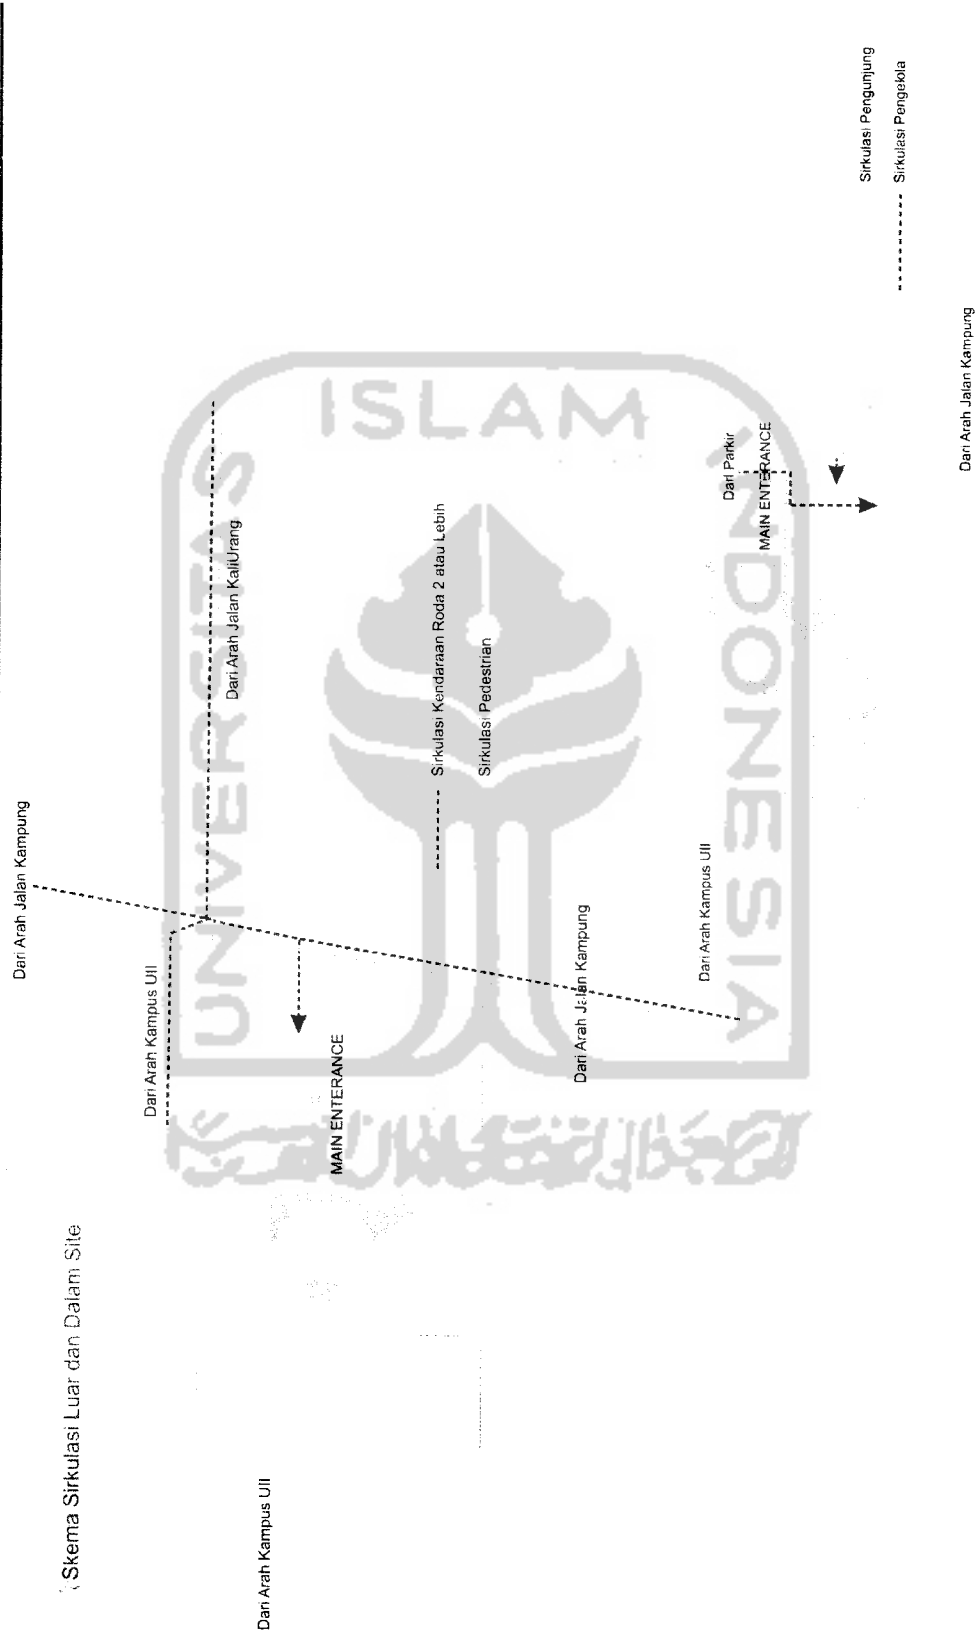 Dari Arah Jalan Kampung
Skema Sirkulasi Luar dan Dalam Site
Dari Arah Kampus UII
Dari Arah Jalan KaliUrang
Dari Arah Kampus UII
MAIN ENTERANCE
Sirkulasi Kendaraan Roda 2 atau Lebih
Sirkulasi Pedestrian
Dari Arah Jalan Kampung
Dari Arah Kampus UII
Dari Parkir
MAIN ENTERANCE
Sirkulasi Pengunjung
Sirkulasi Pengelola
Dari Arah Jalan Kampung
UNIVERSITAS
ISLAM
INDONESIA